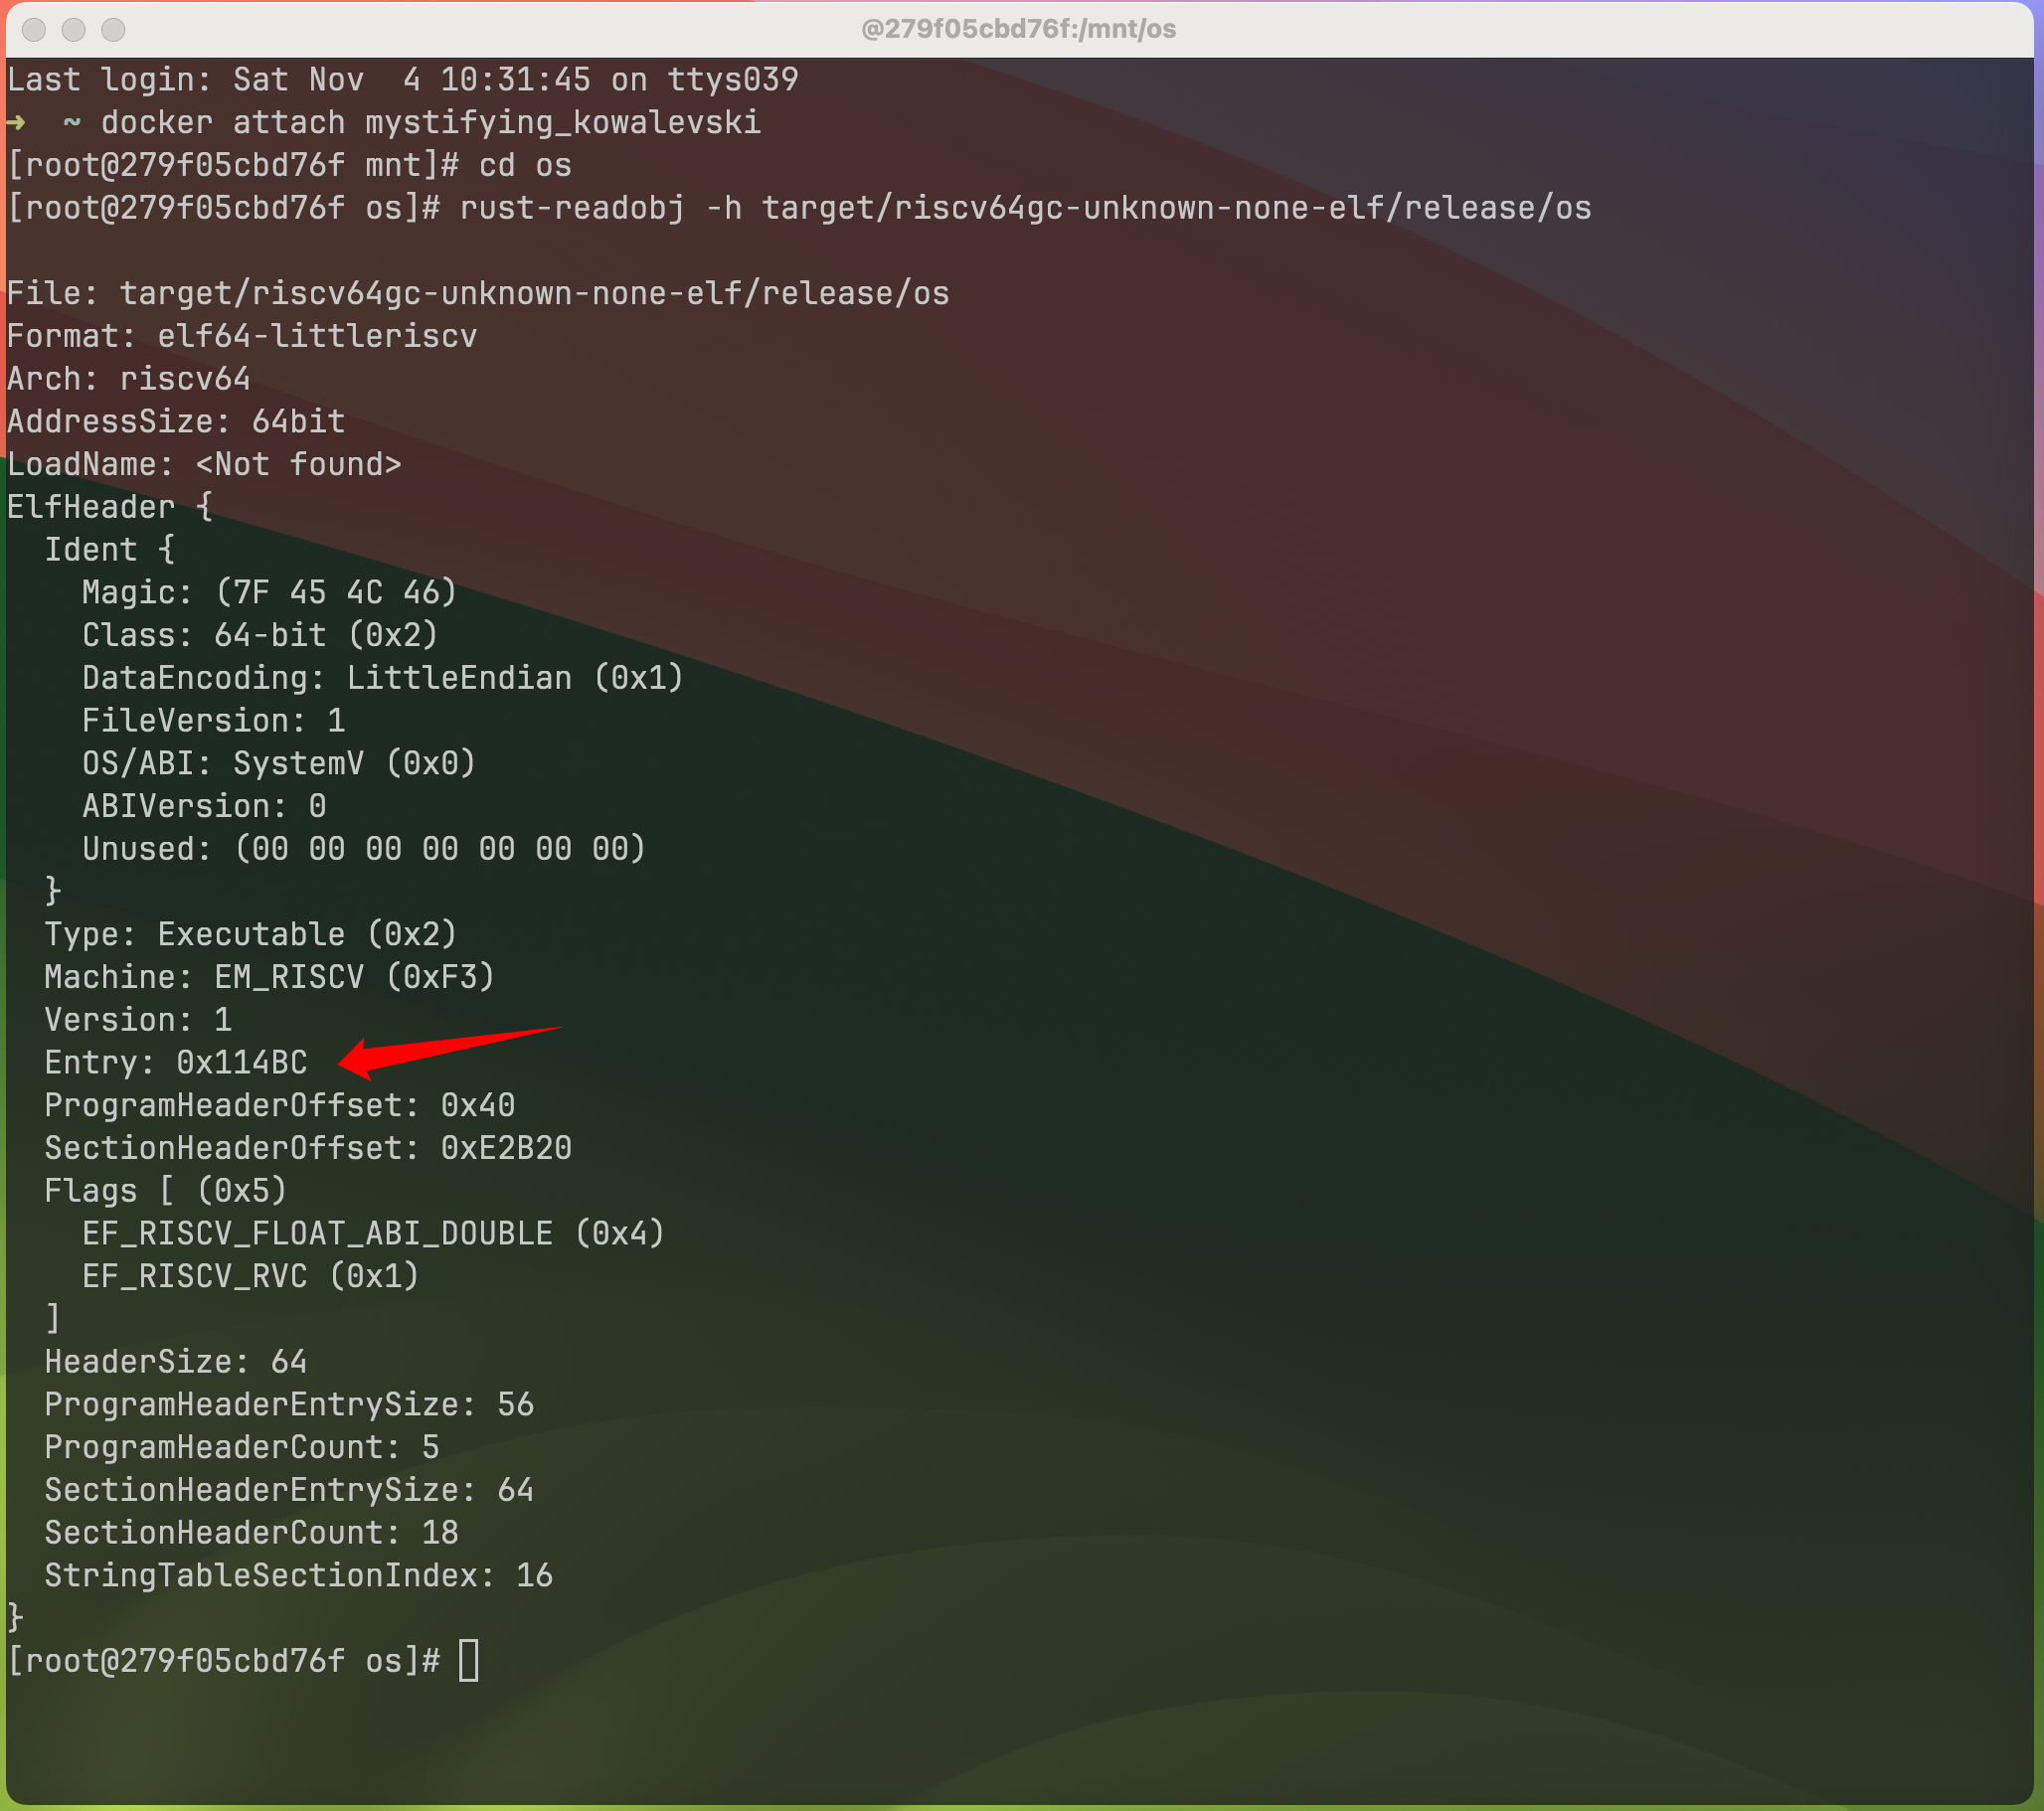 @279f05cbd76f:/mnt/os
Last login: Sat Nov  4 10:31:45 on ttys039
➜  ~ docker attach mystifying_kowalevski
[root@279f05cbd76f mnt]# cd os
[root@279f05cbd76f os]# rust-readobj -h target/riscv64gc-unknown-none-elf/release/os

File: target/riscv64gc-unknown-none-elf/release/os
Format: elf64-littleriscv
Arch: riscv64
AddressSize: 64bit
LoadName: <Not found>
ElfHeader {
  Ident {
    Magic: (7F 45 4C 46)
    Class: 64-bit (0x2)
    DataEncoding: LittleEndian (0x1)
    FileVersion: 1
    OS/ABI: SystemV (0x0)
    ABIVersion: 0
    Unused: (00 00 00 00 00 00 00)
  }
  Type: Executable (0x2)
  Machine: EM_RISCV (0xF3)
  Version: 1
  Entry: 0x114BC
  ProgramHeaderOffset: 0x40
  SectionHeaderOffset: 0xE2B20
  Flags [ (0x5)
    EF_RISCV_FLOAT_ABI_DOUBLE (0x4)
    EF_RISCV_RVC (0x1)
  ]
  HeaderSize: 64
  ProgramHeaderEntrySize: 56
  ProgramHeaderCount: 5
  SectionHeaderEntrySize: 64
  SectionHeaderCount: 18
  StringTableSectionIndex: 16
}
[root@279f05cbd76f os]#